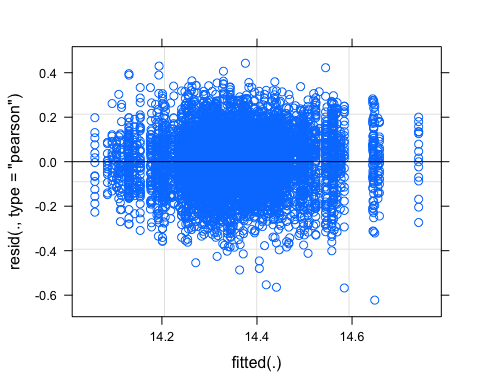 0.4
0.2
0.0
-0.2
-0.4
-0.6
resid(., type = "pearson")
14.2 14.4 14.6
fitted(.)